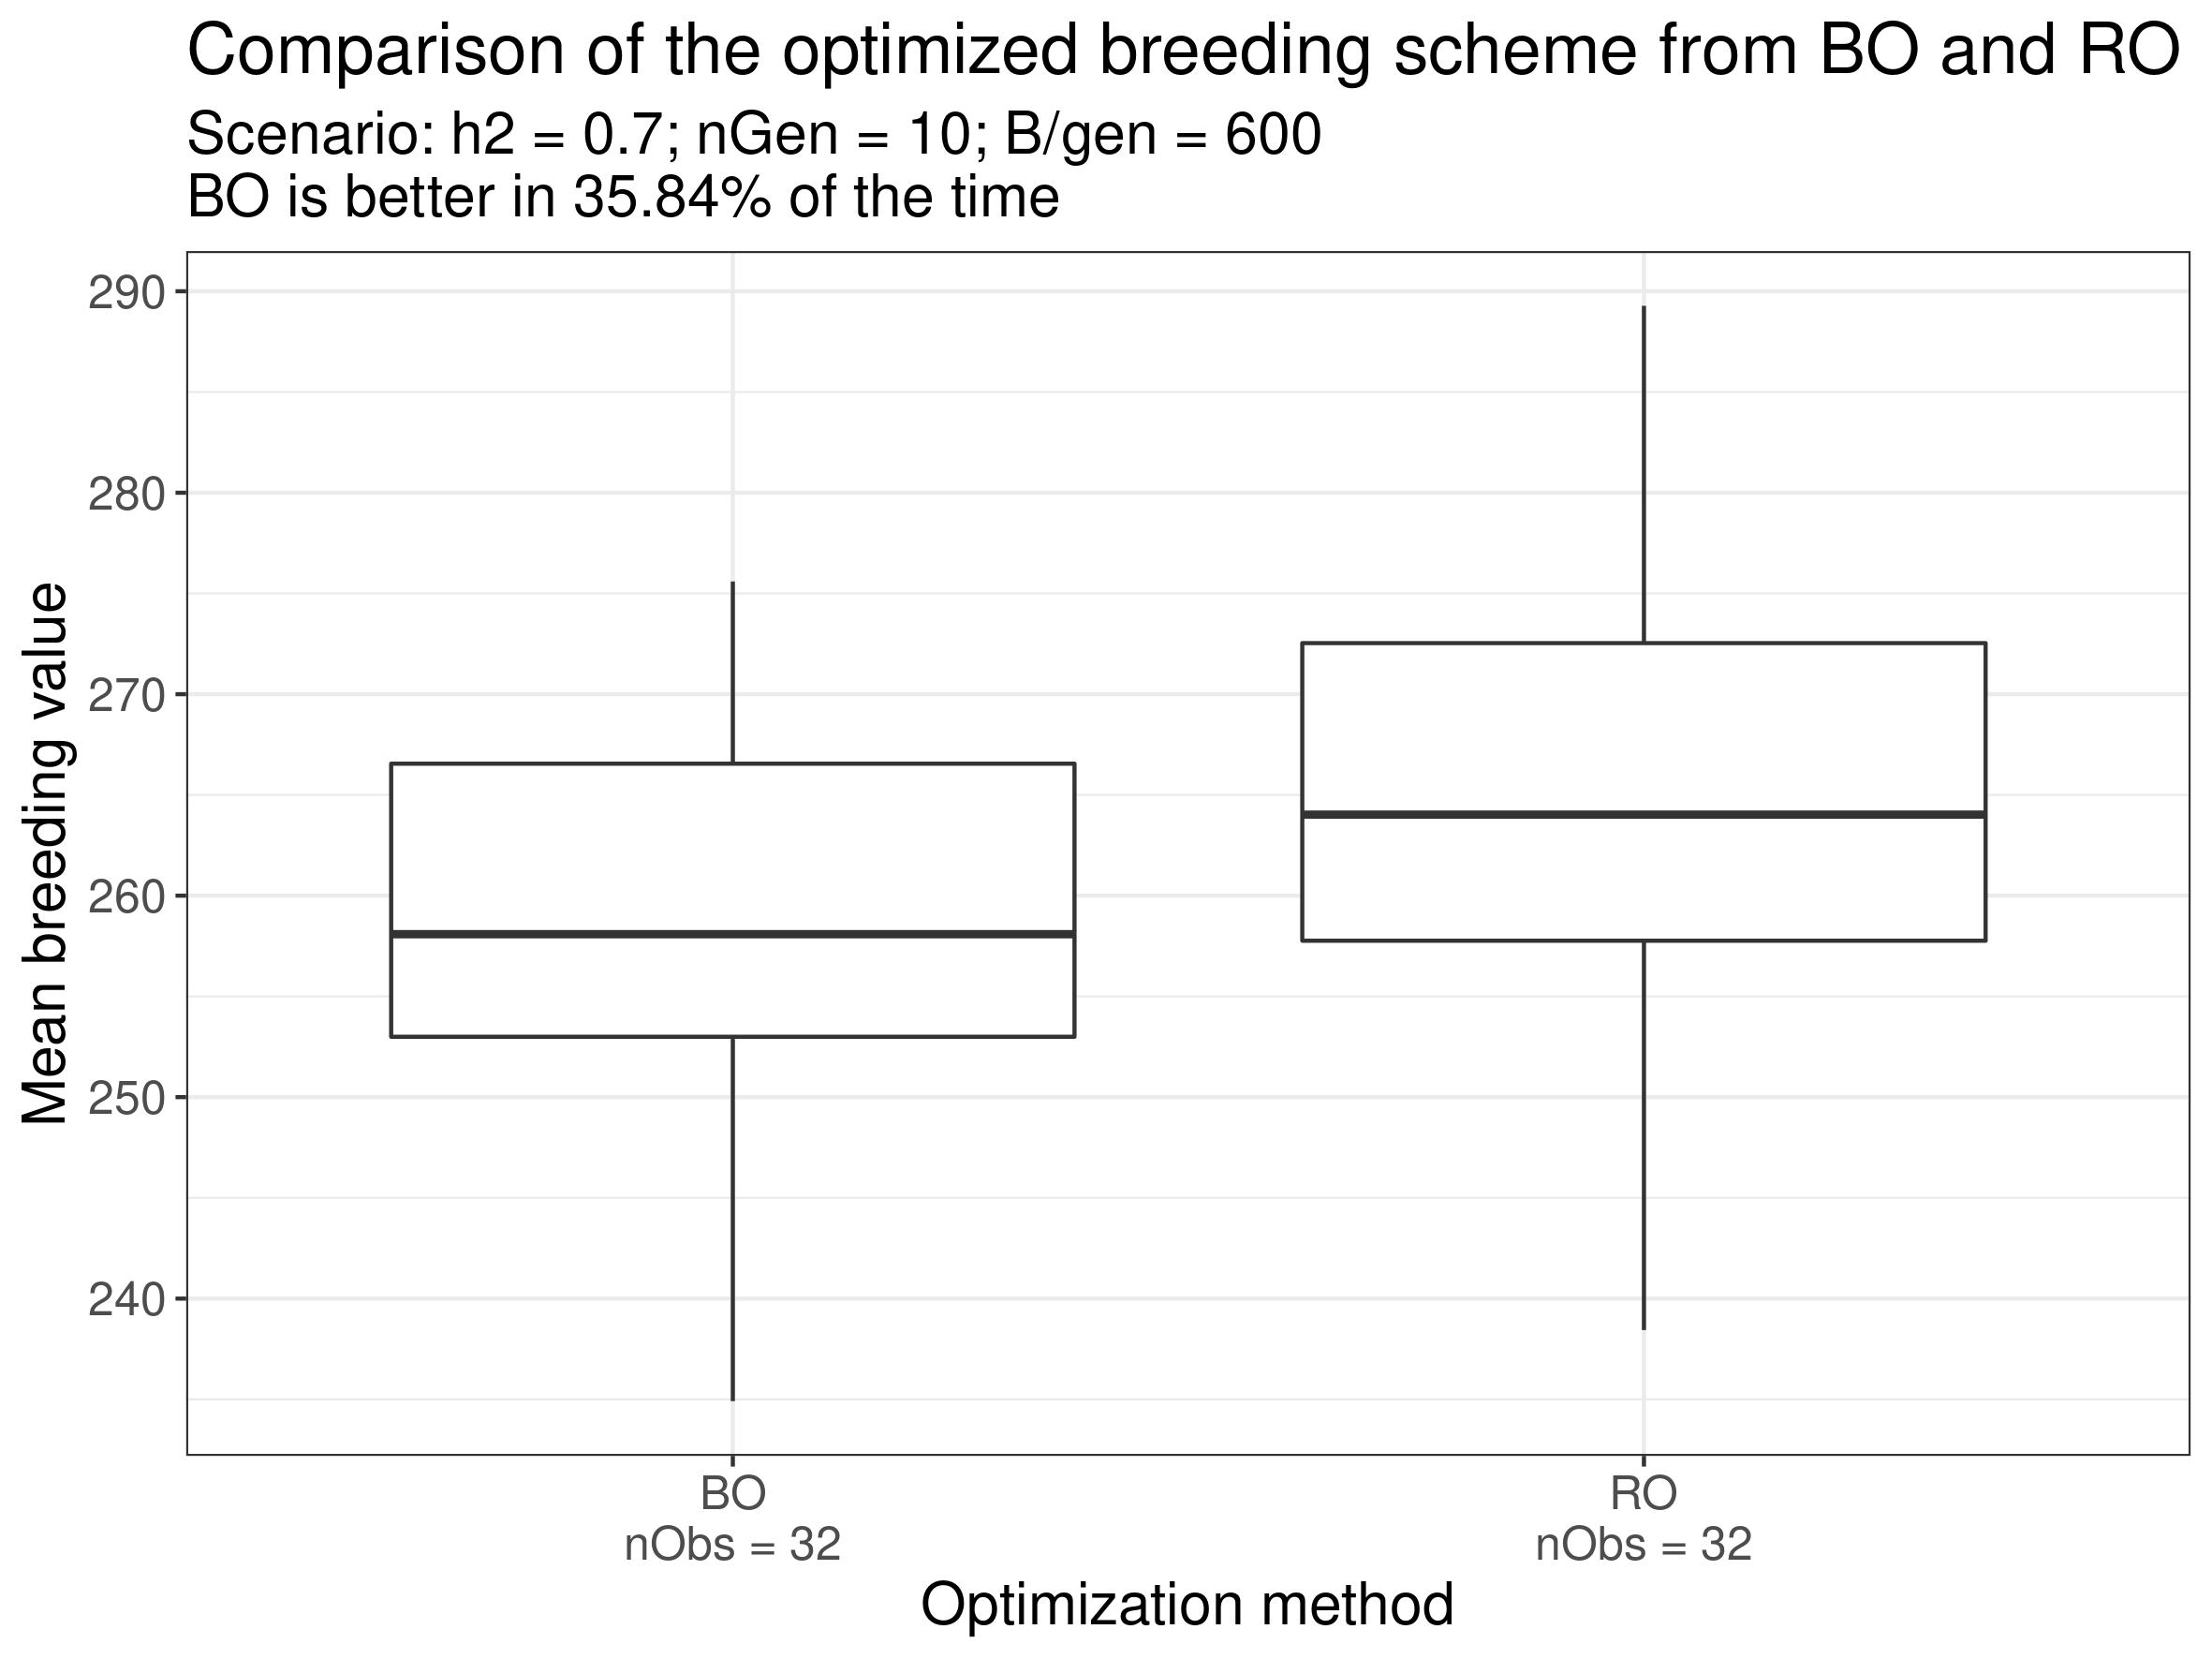 Comparison of the optimized breeding scheme from BO and RO
Scenario: h2 = 0.7; nGen = 10; B/gen = 600
BO is better in 35.84% of the time
Mean breeding value
290
280
270
260
250
240
BO
nObs = 32
RO
nObs = 32
Optimization method